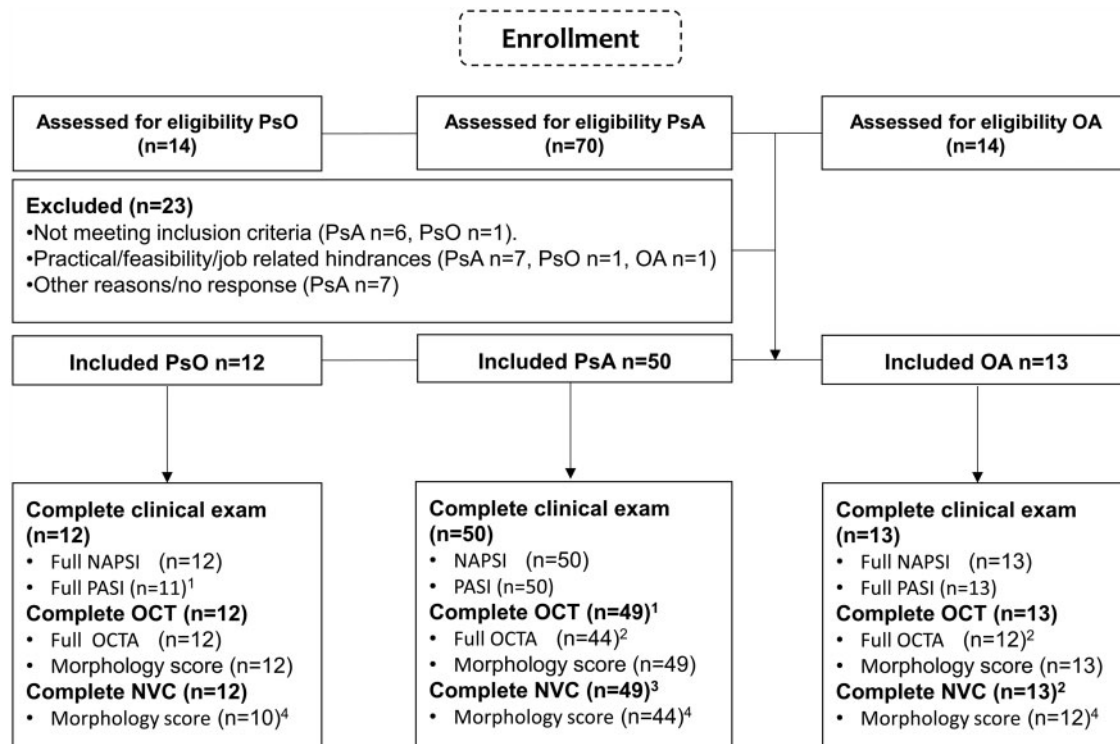 Enrollment
Assessed for eligibility PsO
(n=14)
Assessed for eligibility PsA
(n=70)
Assessed for eligibility OA
(n=14)
Excluded (n=23)
•Not meeting inclusion criteria (PsA n=6, PsO n=1).
•Practical/feasibility/job related hindrances (PsA n=7, PsO n=1, OA n=1)
•Other reasons/no response (PsA n=7)
Included PsO n=12
Included PsA n=50
Included OA n=13
Complete clinical exam
(n=12)
• Full NAPSI (n=12)
• Full PASI (n=11)¹
Complete OCT (n=12)
• Full OCTA (n=12)
• Morphology score (n=12)
Complete NVC (n=12)
• Morphology score (n=10)⁴
Complete clinical exam
(n=50)
• NAPSI (n=50)
• PASI (n=50)
Complete OCT (n=49)¹
• Full OCTA (n=44)²
• Morphology score (n=49)
Complete NVC (n=49)³
• Morphology score (n=44)⁴
Complete clinical exam
(n=13)
• Full NAPSI (n=13)
• Full PASI (n=13)
Complete OCT (n=13)
• Full OCTA (n=12)²
• Morphology score (n=13)
Complete NVC (n=13)²
• Morphology score (n=12)⁴